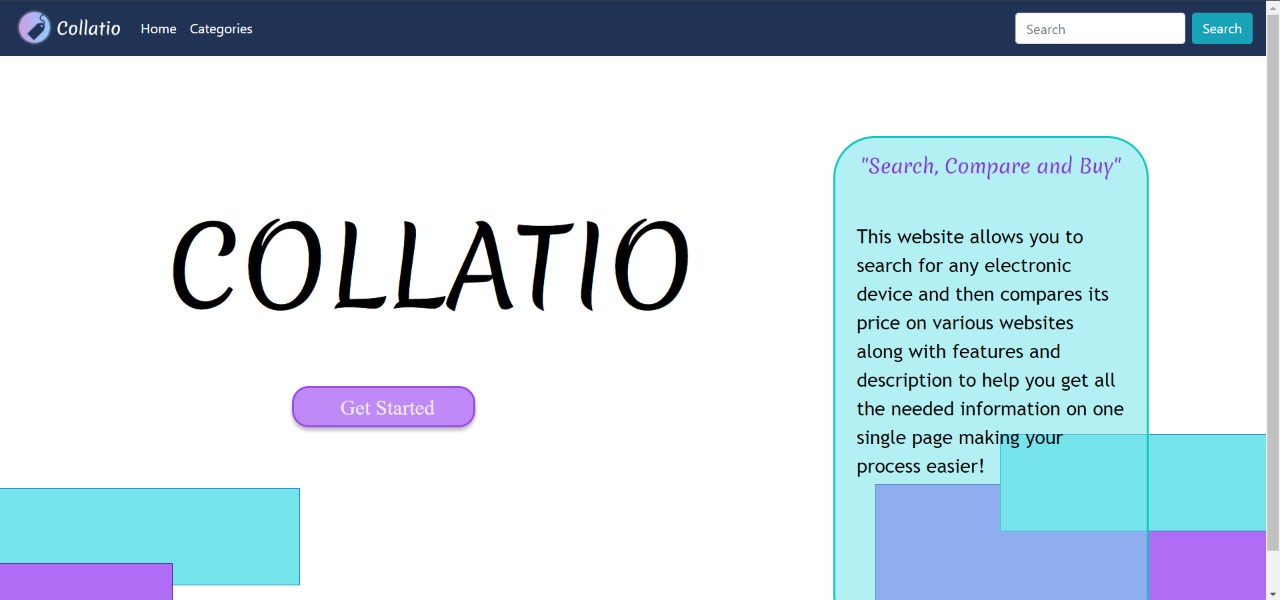 Collatio Home Categories Search Search
"Search, Compare and Buy"
COLLATIO
Get Started
This website allows you to
search for any electronic
device and then compares its
price on various websites
along with features and
description to help you get all
the needed information on one
single page making your
process easier!